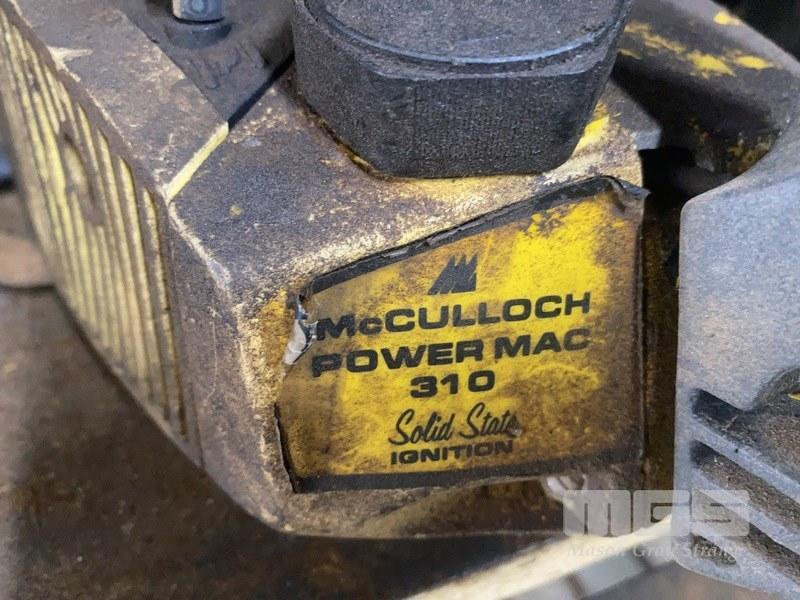 McCULLOCH
POWER MAC
310
Solid State
IGNITION
MGS
Mason Gray Strange